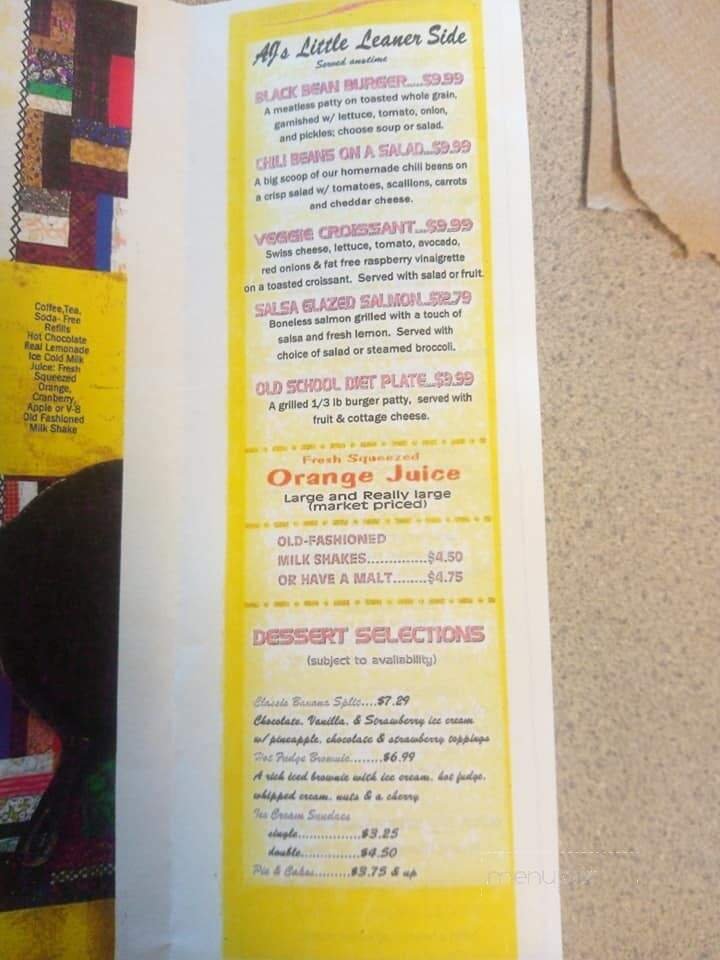 Coffee,Tea,
Soda- Free
Refills
Hot Chocolate
Real Lemonade
Ice Cold Milk
Juice: Fresh
Squeezed
Orange,
Cranberry,
Apple or V-8
Old Fashioned
Milk Shake
AJ's Little Leaner Side
Served anytime
BLACK BEAN BURGER....$9.99
A meatless patty on toasted whole grain,
garnished w/ lettuce, tomato, onion,
and pickles; choose soup or salad.
CHILI BEANS ON A SALAD...$9.99
A big scoop of our homemade chili beans on
a crisp salad w/ tomatoes, scallions, carrots
and cheddar cheese.
VEGGIE CROISSANT...$9.99
Swiss cheese, lettuce, tomato, avocado,
red onions & fat free raspberry vinaigrette
on a toasted croissant. Served with salad or fruit.
SALSA GLAZED SALMON...$12.79
Boneless salmon grilled with a touch of
salsa and fresh lemon. Served with
choice of salad or steamed broccoli.
OLD SCHOOL DIET PLATE...$9.99
A grilled 1/3 lb burger patty, served with
fruit & cottage cheese.
Fresh Squeezed
Orange Juice
Large and Really large
(market priced)
OLD-FASHIONED
MILK SHAKES..............$4.50
OR HAVE A MALT........$4.75
DESSERT SELECTIONS
(subject to availability)
Classic Banana Split....$7.29
Chocolate, Vanilla, & Strawberry ice cream
w/ pineapple, chocolate & strawberry toppings
Hot Fudge Brownie........$6.99
A rich iced brownie with ice cream, hot fudge,
whipped cream, nuts & a cherry
Ice Cream Sundaes
single.................$3.25
double................$4.50
Pie & Cakes.........$3.75 & up